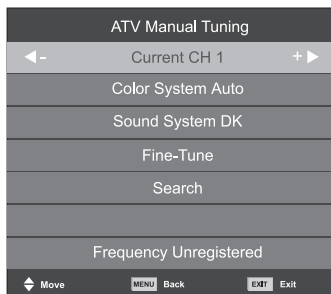 ATV Manual Tuning
- Current CH 1 +
Color System Auto
Sound System DK
Fine-Tune
Search
Frequency Unregistered
Move MENU Back EXIT Exit